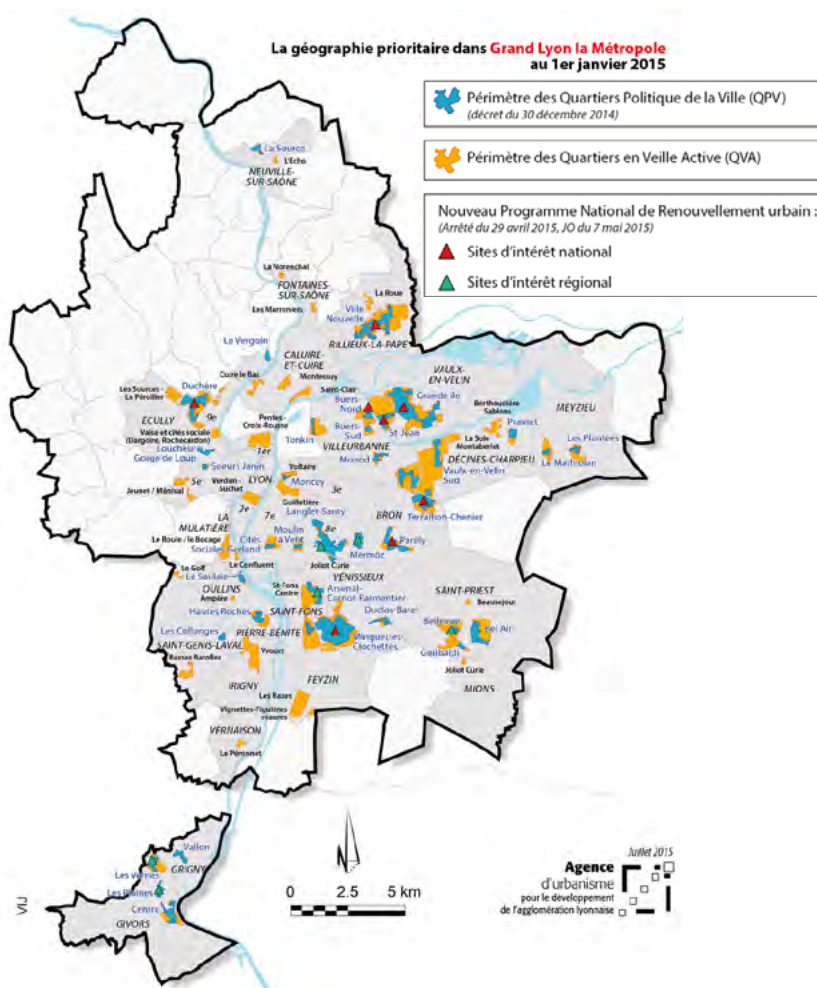 La géographie prioritaire dans Grand Lyon la Métropole
au 1er janvier 2015
Périmètre des Quartiers Politique de la Ville (QPV)
(décret du 30 décembre 2014)
Périmètre des Quartiers en Veille Active (QVA)
Nouveau Programme National de Renouvellement urbain :
(Arrêté du 29 avril 2015, JO du 7 mai 2015)
Sites d'intérêt national
Sites d'intérêt régional
La Source
L'Echo
NEUVILLE-
SUR-SAÔNE
La Norenchal
FONTAINES-
SUR-SAÔNE
Les Marronniers
La Roue
Ville
Nouvelle
RILLIEUX-LA-PAPE
Le Vergoin
CALUIRE-
ET-CUIRE
Cuire le Bas
Montessuy
Saint-Clair
VAULX-
EN-VELIN
Les Sources -
Le Pérollier
Duchère
ECULLY
9e
Buers-
Nord
Grande île
Berthaudière
Sablons
MEYZIEU
Vaise et cités sociale
(Dargoire, Rochecardon)
Pentes-
Croix-Rousse
1er
Tonkin
Buers-
Sud
St-Jean
VILLEURBANNE
La Soie
Montaberlet
Prainet
Les Plantées
Loucheur
Gorge de Loup
Soeurs Janin
Voltaire
Monod
DÉCINES-CHARPIEU
Vaulx-en-Velin
Sud
Le Mathiolan
5e
Jeunet / Ménival
Verdun-
suchet
LYON
Moncey
3e
Guillotière
2e
7e
Langlet-Santy
BRON
Terraillon-Chenier
LA
MULATIÈRE
Le Roule / le Bocage
Cités
Sociales Gerland
Moulin
à Vent
8e
Mermoz
Parilly
Le Confluent
Joliot Curie
Le Golf
La Saulaie
OULLINS
Ampère
VÉNISSIEUX
St-Fons
Centre
Arsenal-
Carnot-Parmentier
SAINT-PRIEST
Beauséjour
Hautes Roches
SAINT-FONS
Duclos-Barel
Bellevue
Bel Air
Les Collonges
PIERRE-BÉNITE
SAINT-GENIS-LAVAL
Minguettes-
Clochettes
Garibaldi
Basses Barolles
Yvours
Joliot Curie
IRIGNY
FEYZIN
MIONS
Les Razes
Vignettes-Figuières
VERNAISON
Le Péronnet
Vallon
Les Vernes
GRIGNY
Les Plaines
Centre
GIVORS
VIJ
0 2.5 5 km
Juillet 2015
Agence
d'urbanisme
pour le développement
de l'agglomération lyonnaise